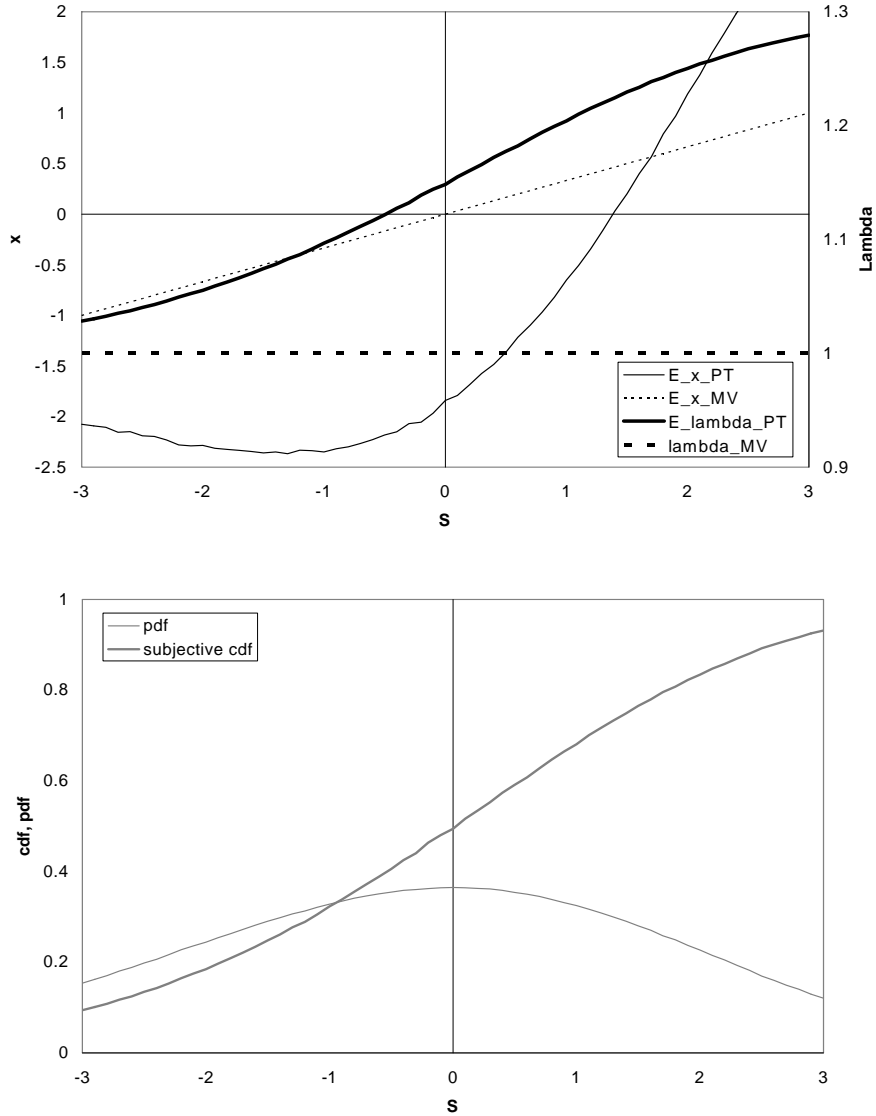 2
1.5
1
0.5
0
-0.5
-1
-1.5
-2
-2.5
x
1.3
1.2
1.1
1
0.9
Lambda
E_x_PT
E_x_MV
E_lambda_PT
lambda_MV
-3 -2 -1 0 1 2 3
S
1
0.8
0.6
0.4
0.2
0
cdf, pdf
pdf
subjective cdf
-3 -2 -1 0 1 2 3
S